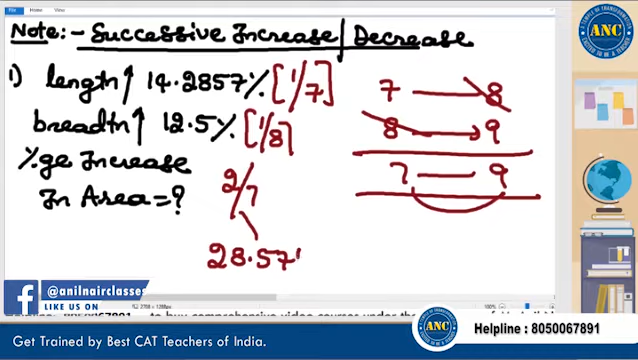 Note:- Successive Increase | Decrease
1) length ↑ 14.2857% [1/7]
breadth ↑ 12.5% [1/8]
%ge Increase
In Area = ?
2/7
28.57
7 — 8
8 → 9
7 — 9
ANC
@anilnairclasses
LIKE US ON
ANC
Helpline : 8050067891
Get Trained by Best CAT Teachers of India.